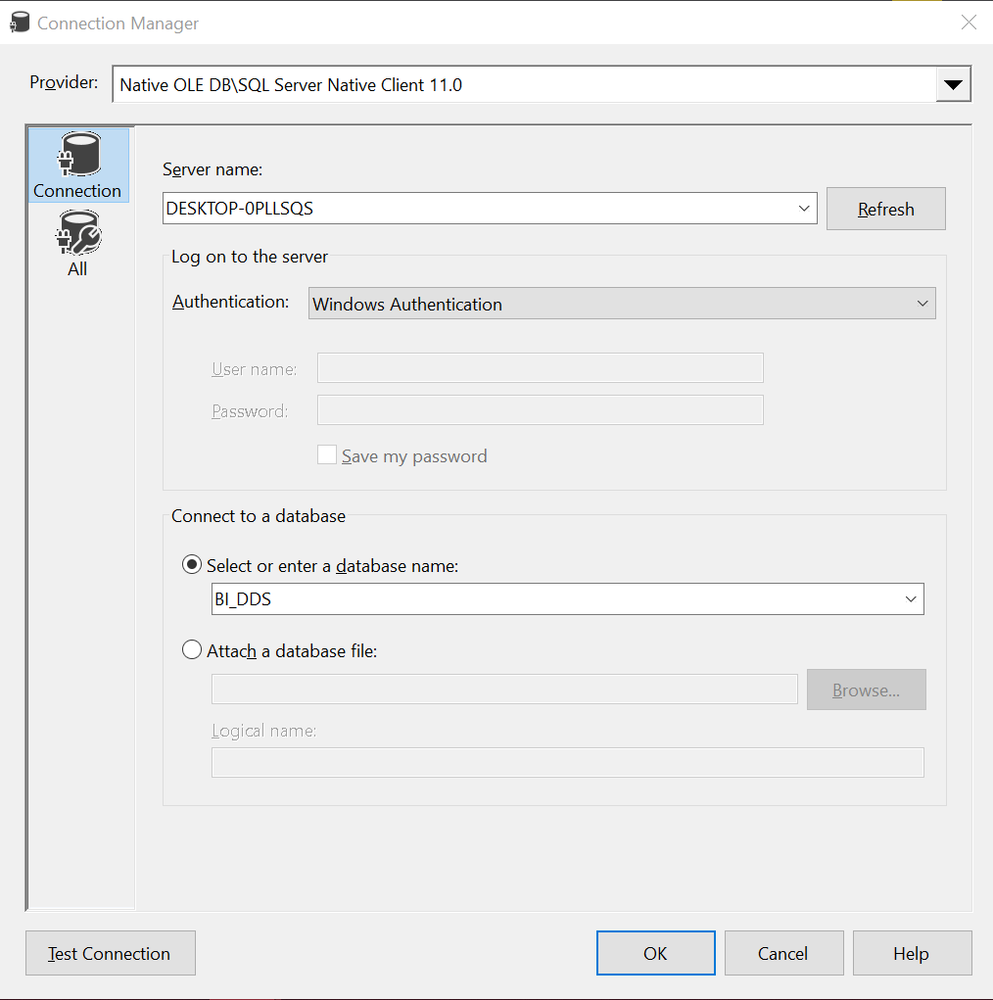 Connection Manager
Provider: Native OLE DB\SQL Server Native Client 11.0
Connection
All
Server name:
DESKTOP-0PLLSQS
Refresh
Log on to the server
Authentication: Windows Authentication
User name:
Password:
Save my password
Connect to a database
Select or enter a database name:
BI_DDS
Attach a database file:
Browse...
Logical name:
Test Connection
OK
Cancel
Help